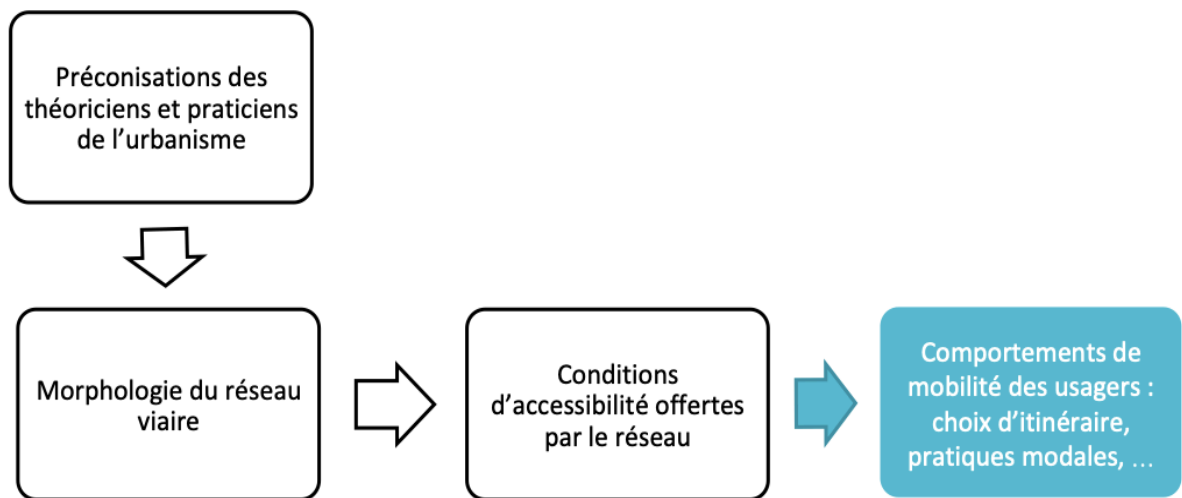 Préconisations des
théoriciens et praticiens
de l’urbanisme
Morphologie du réseau
viaire
Conditions
d’accessibilité offertes
par le réseau
Comportements de
mobilité des usagers :
choix d’itinéraire,
pratiques modales, …